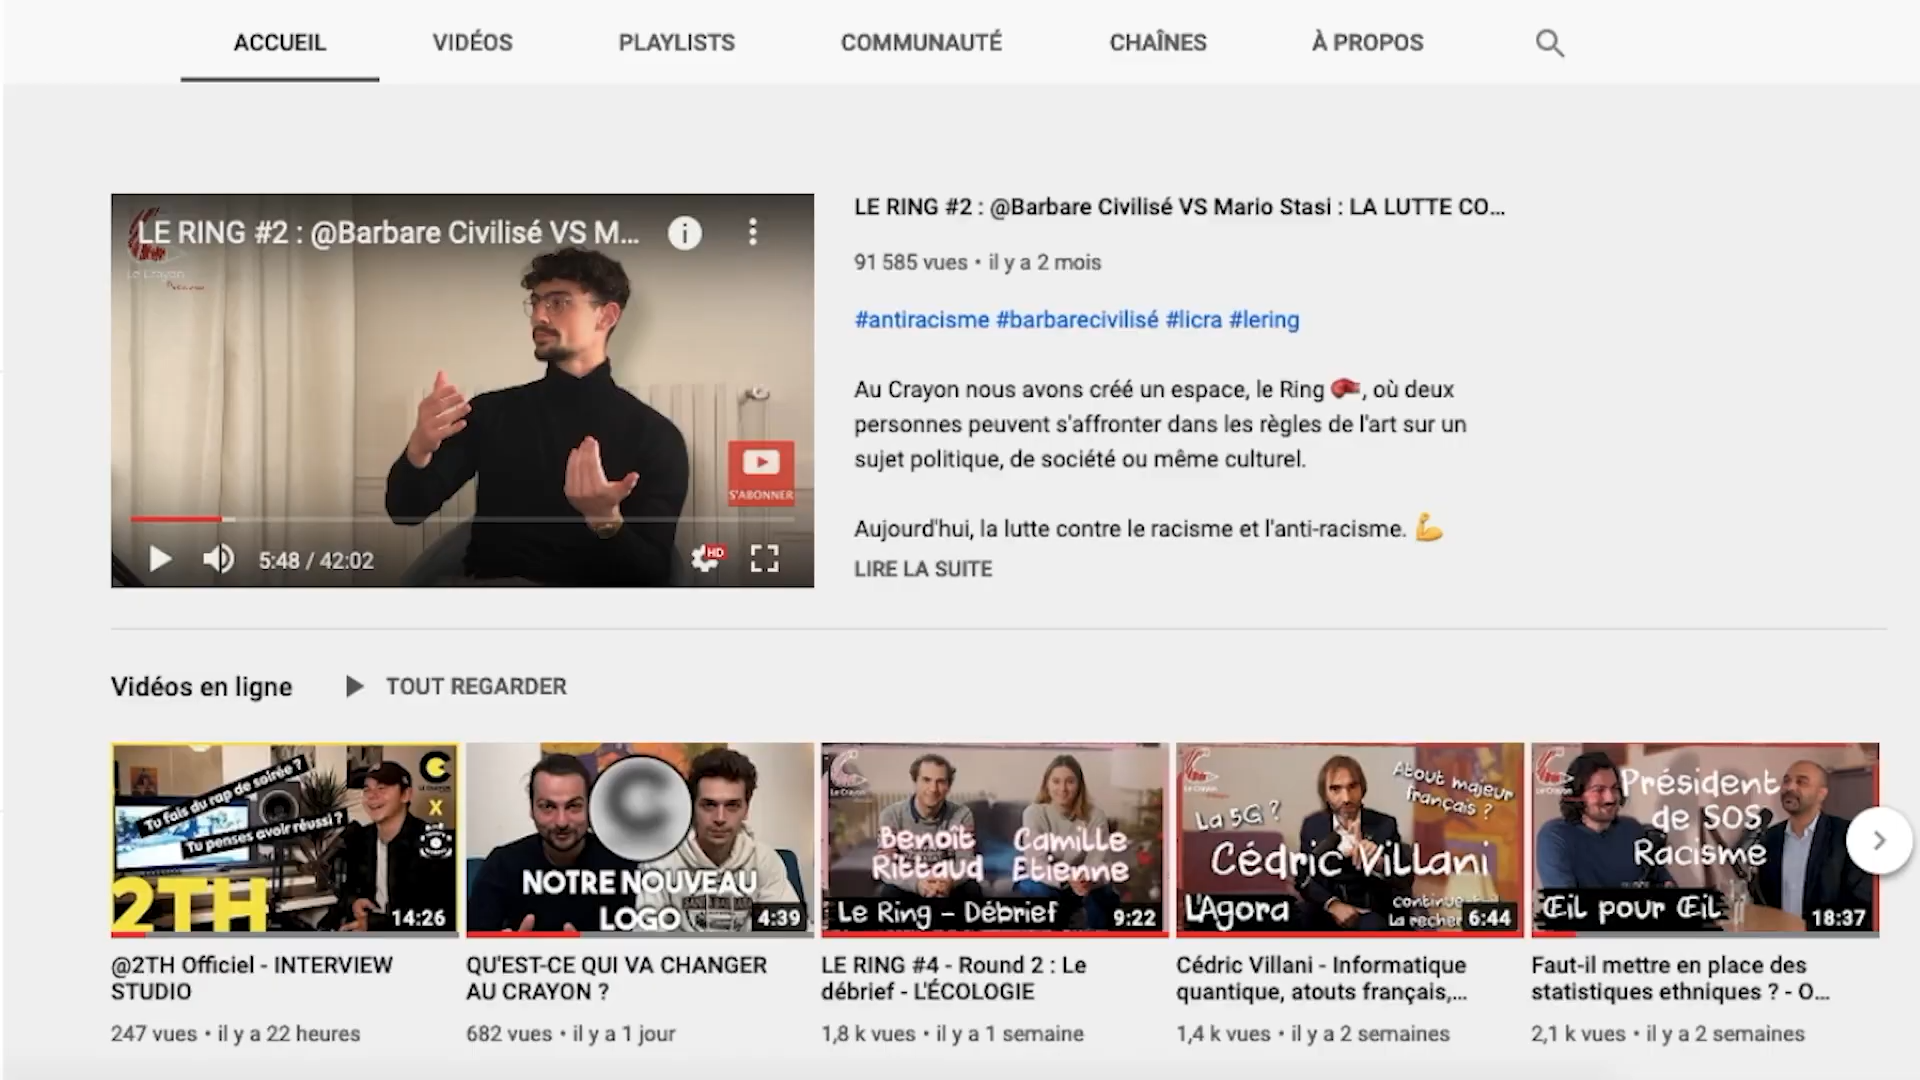 ACCUEIL
VIDÉOS
PLAYLISTS
COMMUNAUTÉ
CHAÎNES
À PROPOS
LE RING #2 : @Barbare Civilisé VS M...
Le Crayon
S'ABONNER
5:48 / 42:02
HD
LE RING #2 : @Barbare Civilisé VS Mario Stasi : LA LUTTE CO...
91 585 vues • il y a 2 mois
#antiracisme #barbarecivilisé #licra #lering
Au Crayon nous avons créé un espace, le Ring 🥊, où deux
personnes peuvent s'affronter dans les règles de l'art sur un
sujet politique, de société ou même culturel.
Aujourd'hui, la lutte contre le racisme et l'anti-racisme. 💪
LIRE LA SUITE
Vidéos en ligne
TOUT REGARDER
Tu fais du rap de soirée ?
Tu penses avoir réussi ?
X
2TH
14:26
@2TH Officiel - INTERVIEW
STUDIO
247 vues • il y a 22 heures
C
NOTRE NOUVEAU
LOGO
4:39
QU'EST-CE QUI VA CHANGER
AU CRAYON ?
682 vues • il y a 1 jour
Benoît
Rittaud
Camille
Etienne
Le Ring - Débrief
9:22
LE RING #4 - Round 2 : Le
débrief - L'ÉCOLOGIE
1,8 k vues • il y a 1 semaine
Atout majeur
français ?
La 5G ?
Cédric Villani
L'Agora
continue
la recher
6:44
Cédric Villani - Informatique
quantique, atouts français,...
1,4 k vues • il y a 2 semaines
Président
de SOS
Racisme
Œil pour Œil
18:37
Faut-il mettre en place des
statistiques ethniques ? - O...
2,1 k vues • il y a 2 semaines